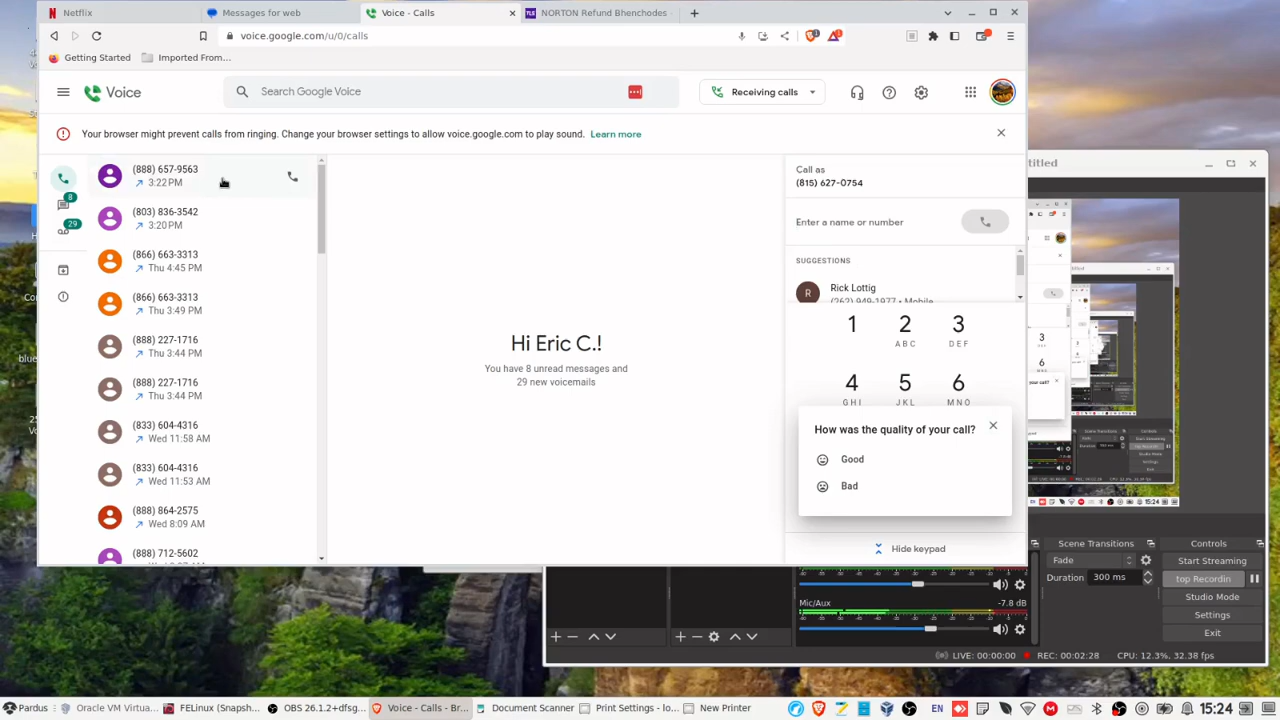 Netflix
Messages for web
Voice - Calls
NORTON Refund Bhenchodes
voice.google.com/u/0/calls
Getting Started
Imported From...
Voice
Search Google Voice
Receiving calls
Your browser might prevent calls from ringing. Change your browser settings to allow voice.google.com to play sound. Learn more
(888) 657-9563
3:22 PM
8
(803) 836-3542
3:20 PM
29
(866) 663-3313
Thu 4:45 PM
(866) 663-3313
Thu 3:49 PM
(888) 227-1716
Thu 3:44 PM
(888) 227-1716
Thu 3:44 PM
(833) 604-4316
Wed 11:58 AM
(833) 604-4316
Wed 11:53 AM
(888) 864-2575
Wed 8:09 AM
(888) 712-5602
Hi Eric C.!
You have 8 unread messages and
29 new voicemails
Call as
(815) 627-0754
Enter a name or number
SUGGESTIONS
R
Rick Lottig
(262) 949-1977 • Mobile
1
2
3
ABC
DEF
4
5
6
GHI
JKL
MNO
How was the quality of your call?
Good
Bad
Hide keypad
titled
Scene Transitions
Controls
Fade
Duration
300 ms
Start Streaming
top Recordin
Studio Mode
Settings
Exit
Mic/Aux
-7.8 dB
LIVE: 00:00:00
REC: 00:02:28
CPU: 12.3%, 32.38 fps
Pardus
Oracle VM Virtua...
FELinux (Snapsh...
OBS 26.1.2+dfsg...
Voice - Calls - Br...
Document Scanner
Print Settings - lo...
New Printer
EN
15:24